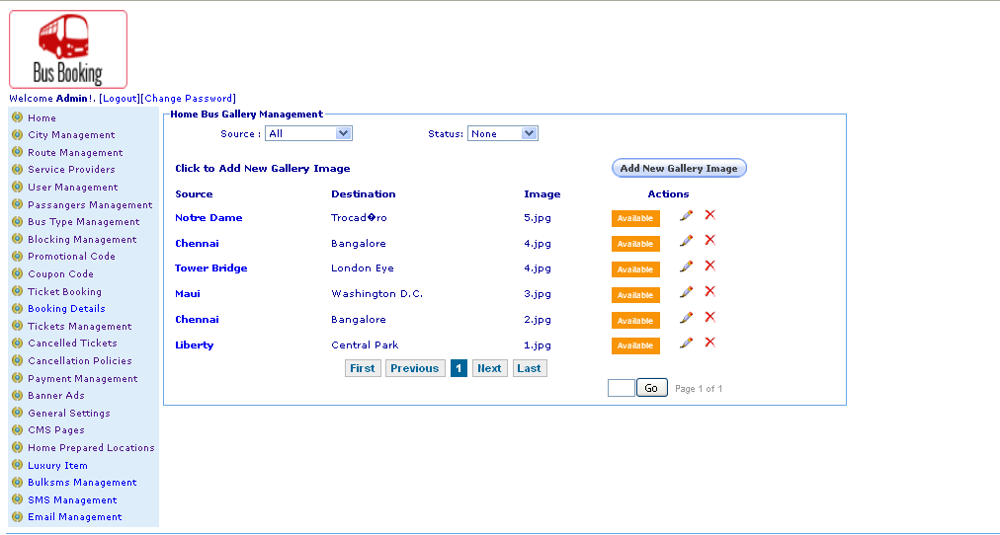 Bus Booking
Welcome Admin!. [Logout][Change Password]
Home
City Management
Route Management
Service Providers
User Management
Passangers Management
Bus Type Management
Blocking Management
Promotional Code
Coupon Code
Ticket Booking
Booking Details
Tickets Management
Cancelled Tickets
Cancellation Policies
Payment Management
Banner Ads
General Settings
CMS Pages
Home Prepared Locations
Luxury Item
Bulksms Management
SMS Management
Email Management
Home Bus Gallery Management
Source : All Status: None
Click to Add New Gallery Image Add New Gallery Image
Source Destination Image Actions
Notre Dame Trocad�ro 5.jpg Available
Chennai Bangalore 4.jpg Available
Tower Bridge London Eye 4.jpg Available
Maui Washington D.C. 3.jpg Available
Chennai Bangalore 2.jpg Available
Liberty Central Park 1.jpg Available
First Previous 1 Next Last
Go Page 1 of 1